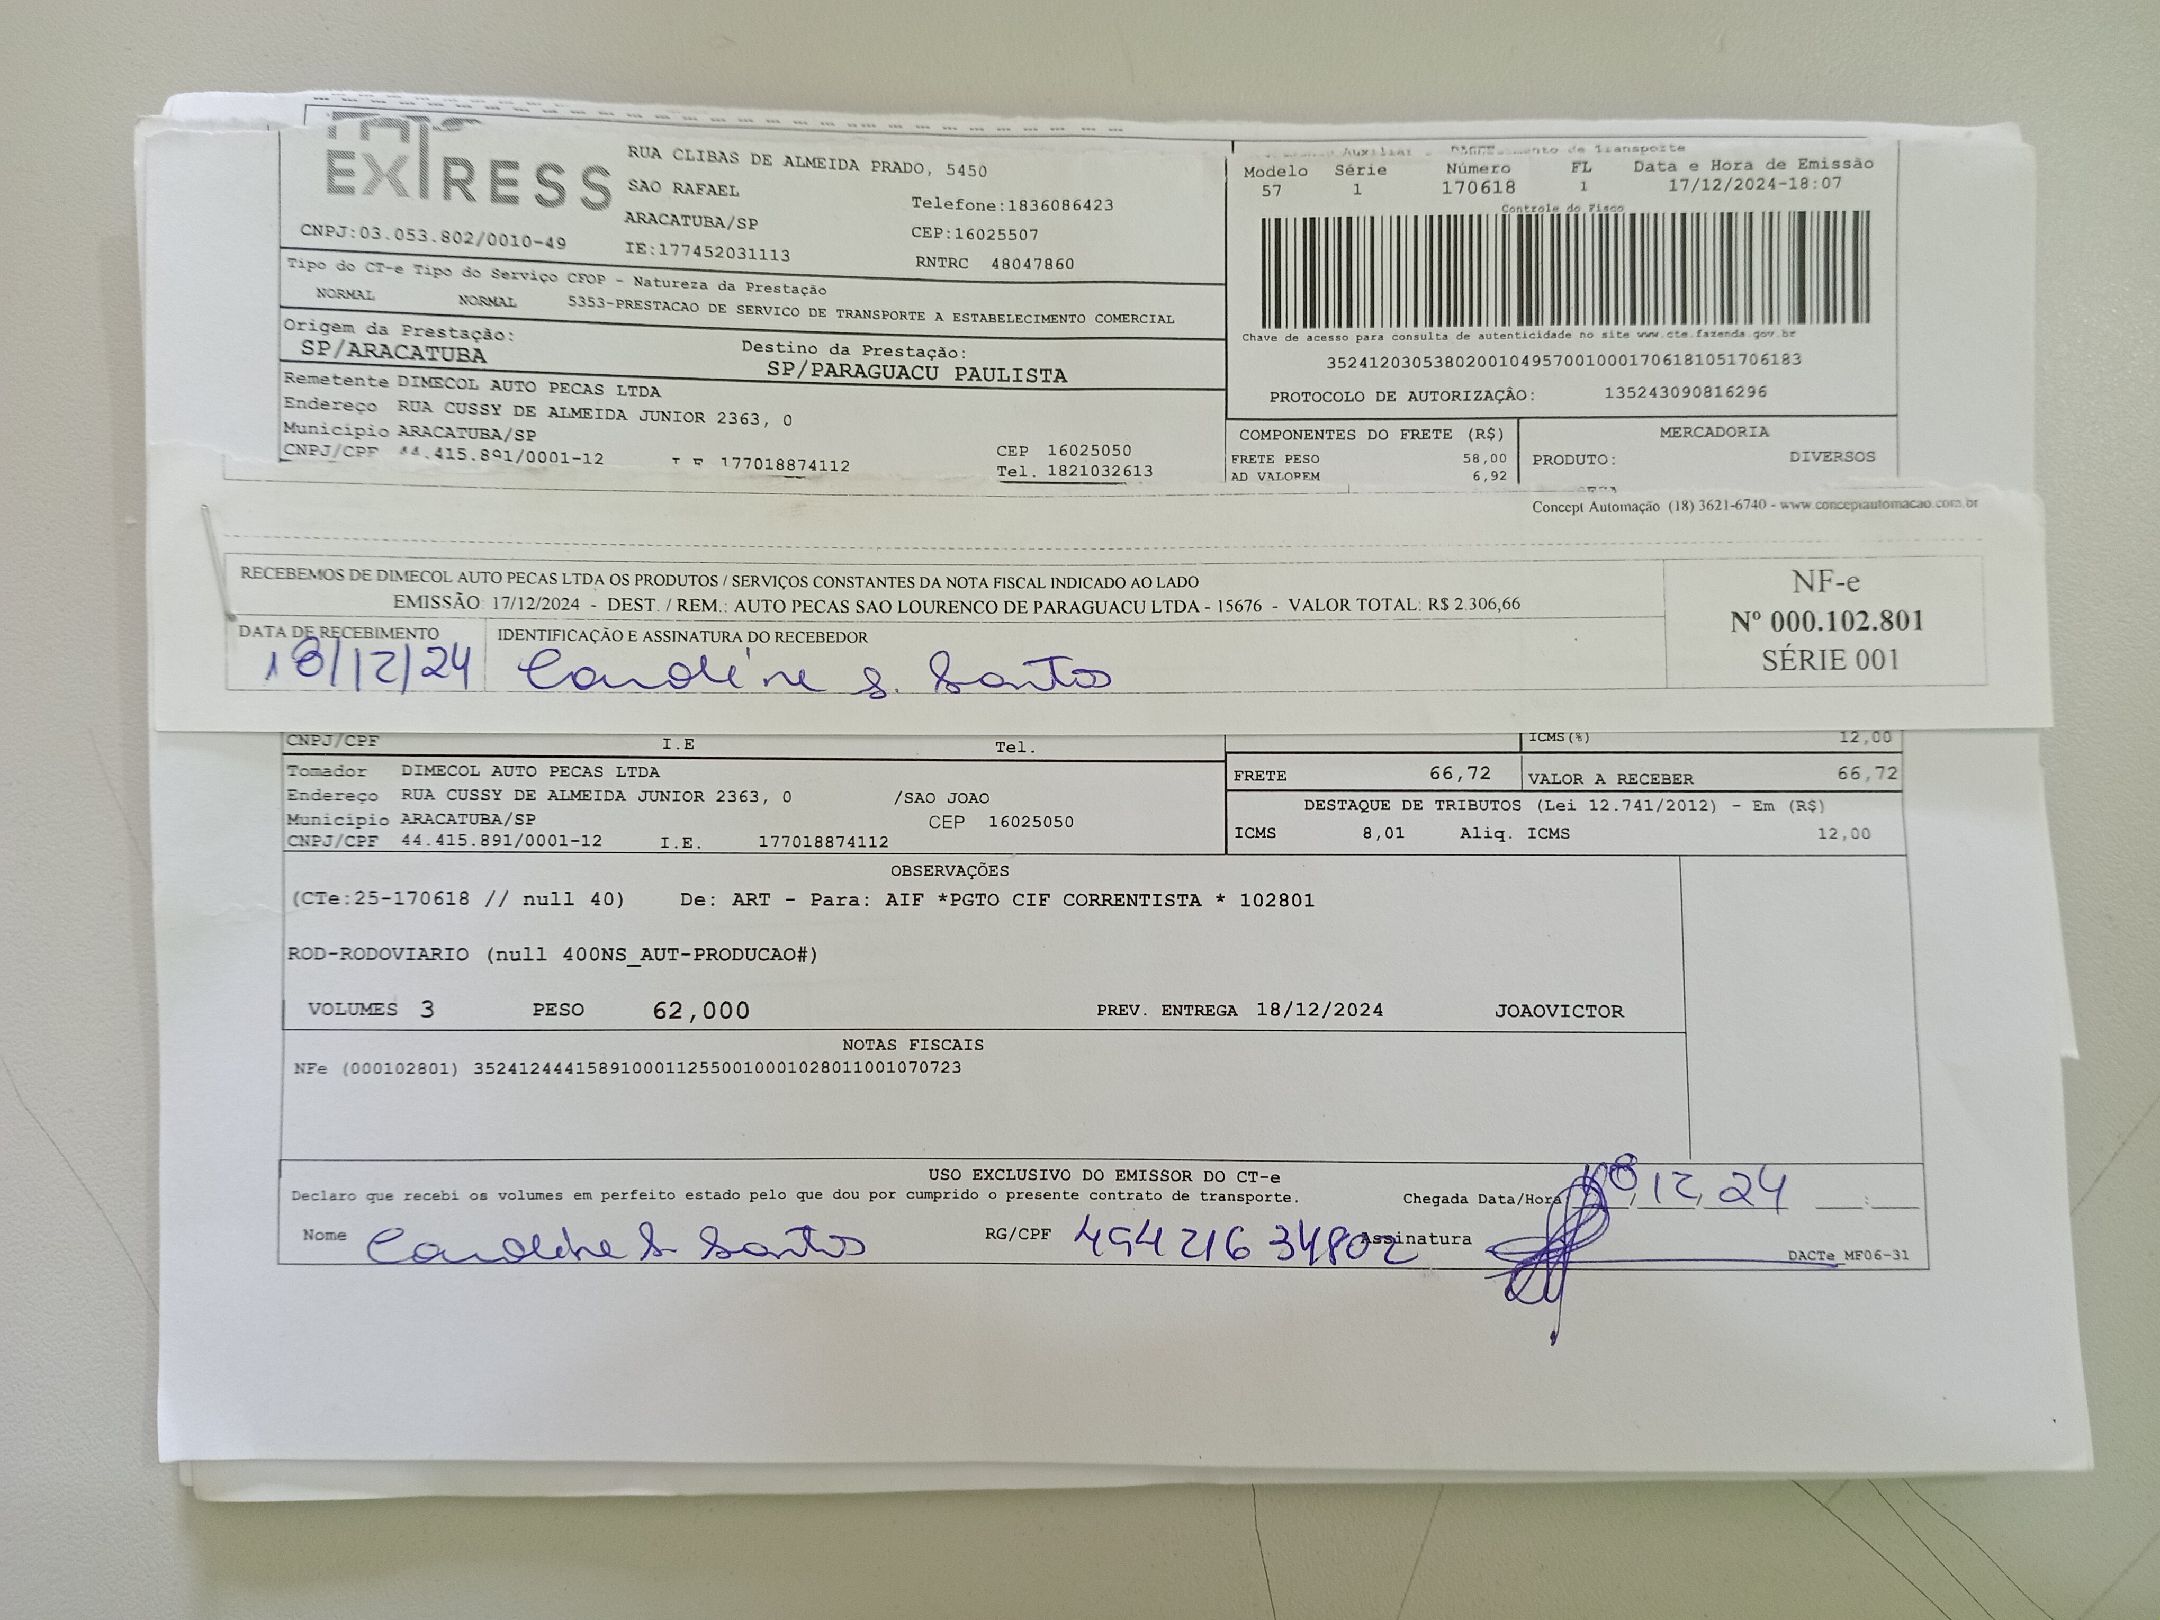 EXPRESS
RUA CLIBAS DE ALMEIDA PRADO, 5450
SAO RAFAEL
Telefone:1836086423
ARACATUBA/SP
CEP:16025507
CNPJ:03.053.802/0010-49
IE:177452031113
RNTRC 48047860
Tipo do CT-e Tipo do Serviço CFOP - Natureza da Prestação
NORMAL NORMAL 5353-PRESTACAO DE SERVICO DE TRANSPORTE A ESTABELECIMENTO COMERCIAL
Origem da Prestação:
SP/ARACATUBA
Destino da Prestação:
SP/PARAGUACU PAULISTA
Remetente DIMECOL AUTO PECAS LTDA
Endereço RUA CUSSY DE ALMEIDA JUNIOR 2363, 0
Município ARACATUBA/SP
CEP 16025050
CNPJ/CPF 44.415.891/0001-12 I.E 177018874112 Tel. 1821032613
Auxiliar de Transporte
Modelo Série Número FL Data e Hora de Emissão
57 1 170618 1 17/12/2024-18:07
Controle do Fisco
Chave de acesso para consulta de autenticidade no site www.cte.fazenda.gov.br
35241203053802001049570010001706181051706183
PROTOCOLO DE AUTORIZAÇÃO: 135243090816296
COMPONENTES DO FRETE (R$)
FRETE PESO 58,00
AD VALOREM 6,92
MERCADORIA
PRODUTO: DIVERSOS
Concept Automação (18) 3621-6740 - www.conceptautomacao.com.br
RECEBEMOS DE DIMECOL AUTO PECAS LTDA OS PRODUTOS / SERVIÇOS CONSTANTES DA NOTA FISCAL INDICADO AO LADO
EMISSÃO: 17/12/2024 - DEST. / REM.: AUTO PECAS SAO LOURENCO DE PARAGUACU LTDA - 15676 - VALOR TOTAL: R$ 2.306,66
DATA DE RECEBIMENTO
18/12/24
IDENTIFICAÇÃO E ASSINATURA DO RECEBEDOR
Caroline S. Santos
NF-e
Nº 000.102.801
SÉRIE 001
CNPJ/CPF I.E Tel.
ICMS(%) 12,00
Tomador DIMECOL AUTO PECAS LTDA
Endereço RUA CUSSY DE ALMEIDA JUNIOR 2363, 0 /SAO JOAO
Município ARACATUBA/SP CEP 16025050
CNPJ/CPF 44.415.891/0001-12 I.E. 177018874112
FRETE 66,72 VALOR A RECEBER 66,72
DESTAQUE DE TRIBUTOS (Lei 12.741/2012) - Em (R$)
ICMS 8,01 Aliq. ICMS 12,00
OBSERVAÇÕES
(CTe:25-170618 // null 40) De: ART - Para: AIF *PGTO CIF CORRENTISTA * 102801
ROD-RODOVIARIO (null 400NS_AUT-PRODUCAO#)
VOLUMES 3 PESO 62,000 PREV. ENTREGA 18/12/2024 JOAOVICTOR
NOTAS FISCAIS
NFe (000102801) 35241244415891000112550010001028011001070723
USO EXCLUSIVO DO EMISSOR DO CT-e
Declaro que recebi os volumes em perfeito estado pelo que dou por cumprido o presente contrato de transporte.
Chegada Data/Hora 18/12/24
Nome Caroline S. Santos RG/CPF 49421634802 Assinatura
DACTe_MF06-31